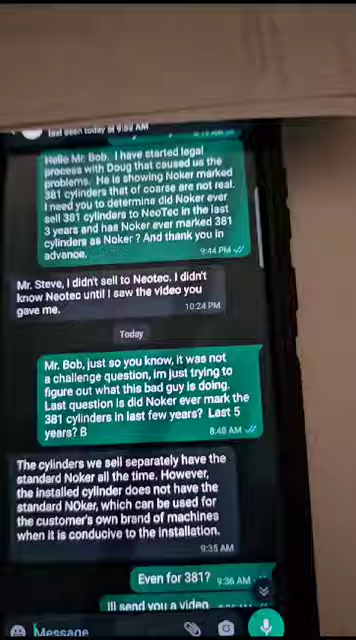 last seen today at 9:52 AM
Hello Mr. Bob. I have started legal
process with Doug that caused us the
problems. He is showing Noker marked
381 cylinders that of coarse are not real.
I need you to determine did Noker ever
sell 381 cylinders to NeoTec in the last
3 years and has Noker ever marked 381
cylinders as Noker ? And thank you in
advance.
9:44 PM
Mr. Steve, I didn't sell to Neotec. I didn't
know Neotec until I saw the video you
gave me.
10:24 PM
Today
Mr. Bob, just so you know, it was not
a challenge question, im just trying to
figure out what this bad guy is doing.
Last question is did Noker ever mark the
381 cylinders in last few years? Last 5
years? B
8:48 AM
The cylinders we sell separately have the
standard Noker all the time. However,
the installed cylinder does not have the
standard NOker, which can be used for
the customer's own brand of machines
when it is conducive to the installation.
9:35 AM
Even for 381? 9:36 AM
Ill send you a video
Message